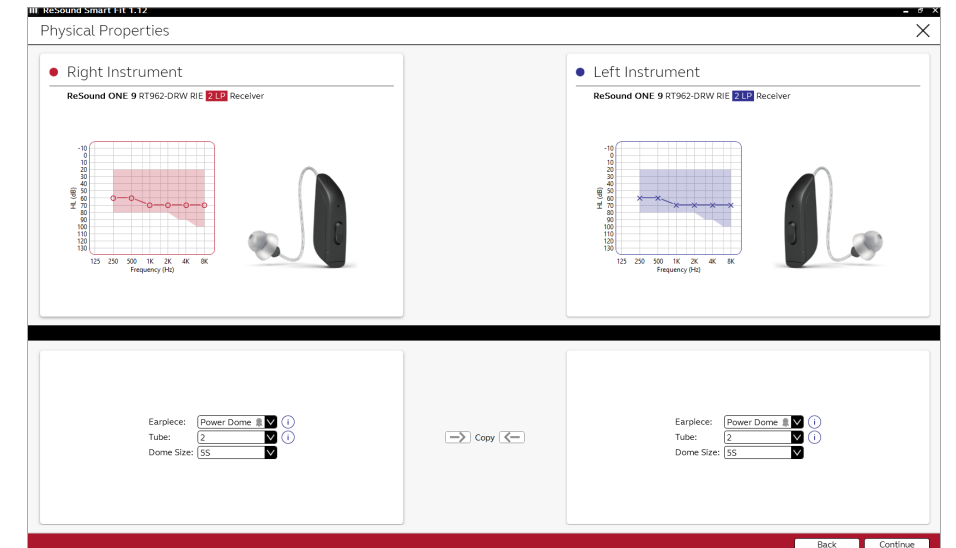 ReSound Smart Fit 1.12
Physical Properties
Right Instrument
ReSound ONE 9 RT962-DRW RIE 2 LP Receiver
-10
0
10
20
30
40
50
60
70
80
90
100
110
120
130
HL (dB)
125 250 500 1K 2K 4K 8K
Frequency (Hz)
Left Instrument
ReSound ONE 9 RT962-DRW RIE 2 LP Receiver
-10
0
10
20
30
40
50
60
70
80
90
100
110
120
130
HL (dB)
125 250 500 1K 2K 4K 8K
Frequency (Hz)
Earpiece: Power Dome i
Tube: 2 i
Dome Size: 5S
Copy
Earpiece: Power Dome i
Tube: 2 i
Dome Size: 5S
Back Continue